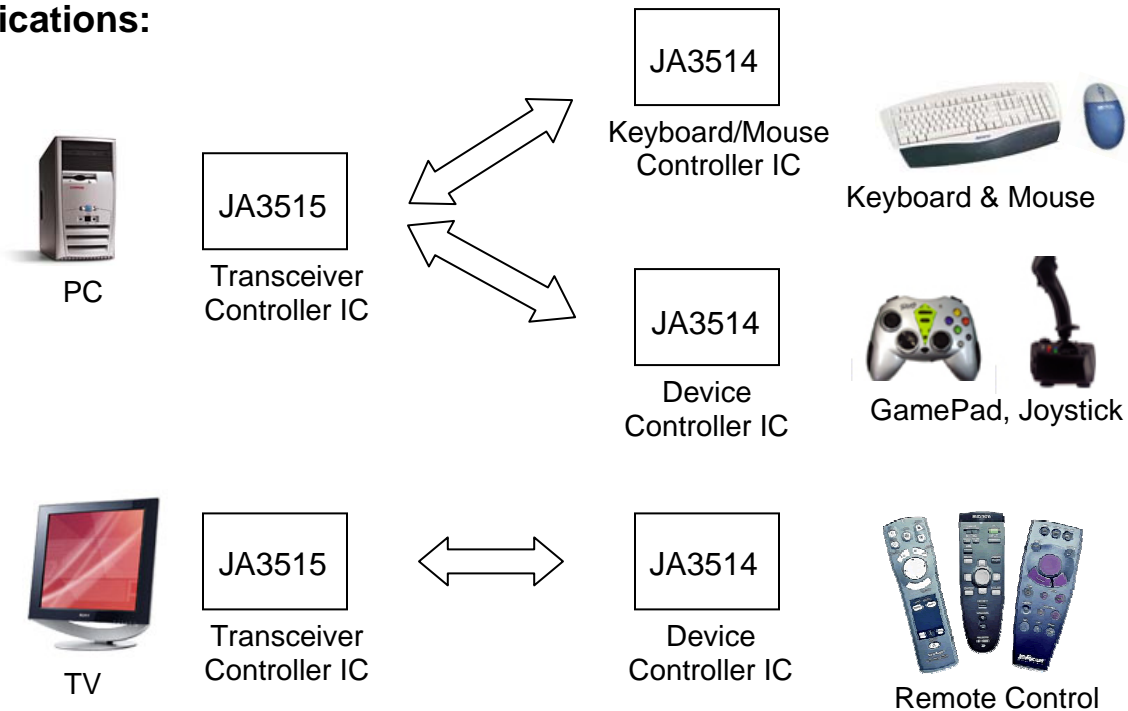 ications:
JA3514
Keyboard/Mouse
Controller IC
Keyboard & Mouse
JA3515
Transceiver
Controller IC
PC
JA3514
Device
Controller IC
GamePad, Joystick
JA3515
Transceiver
Controller IC
TV
JA3514
Device
Controller IC
Remote Control